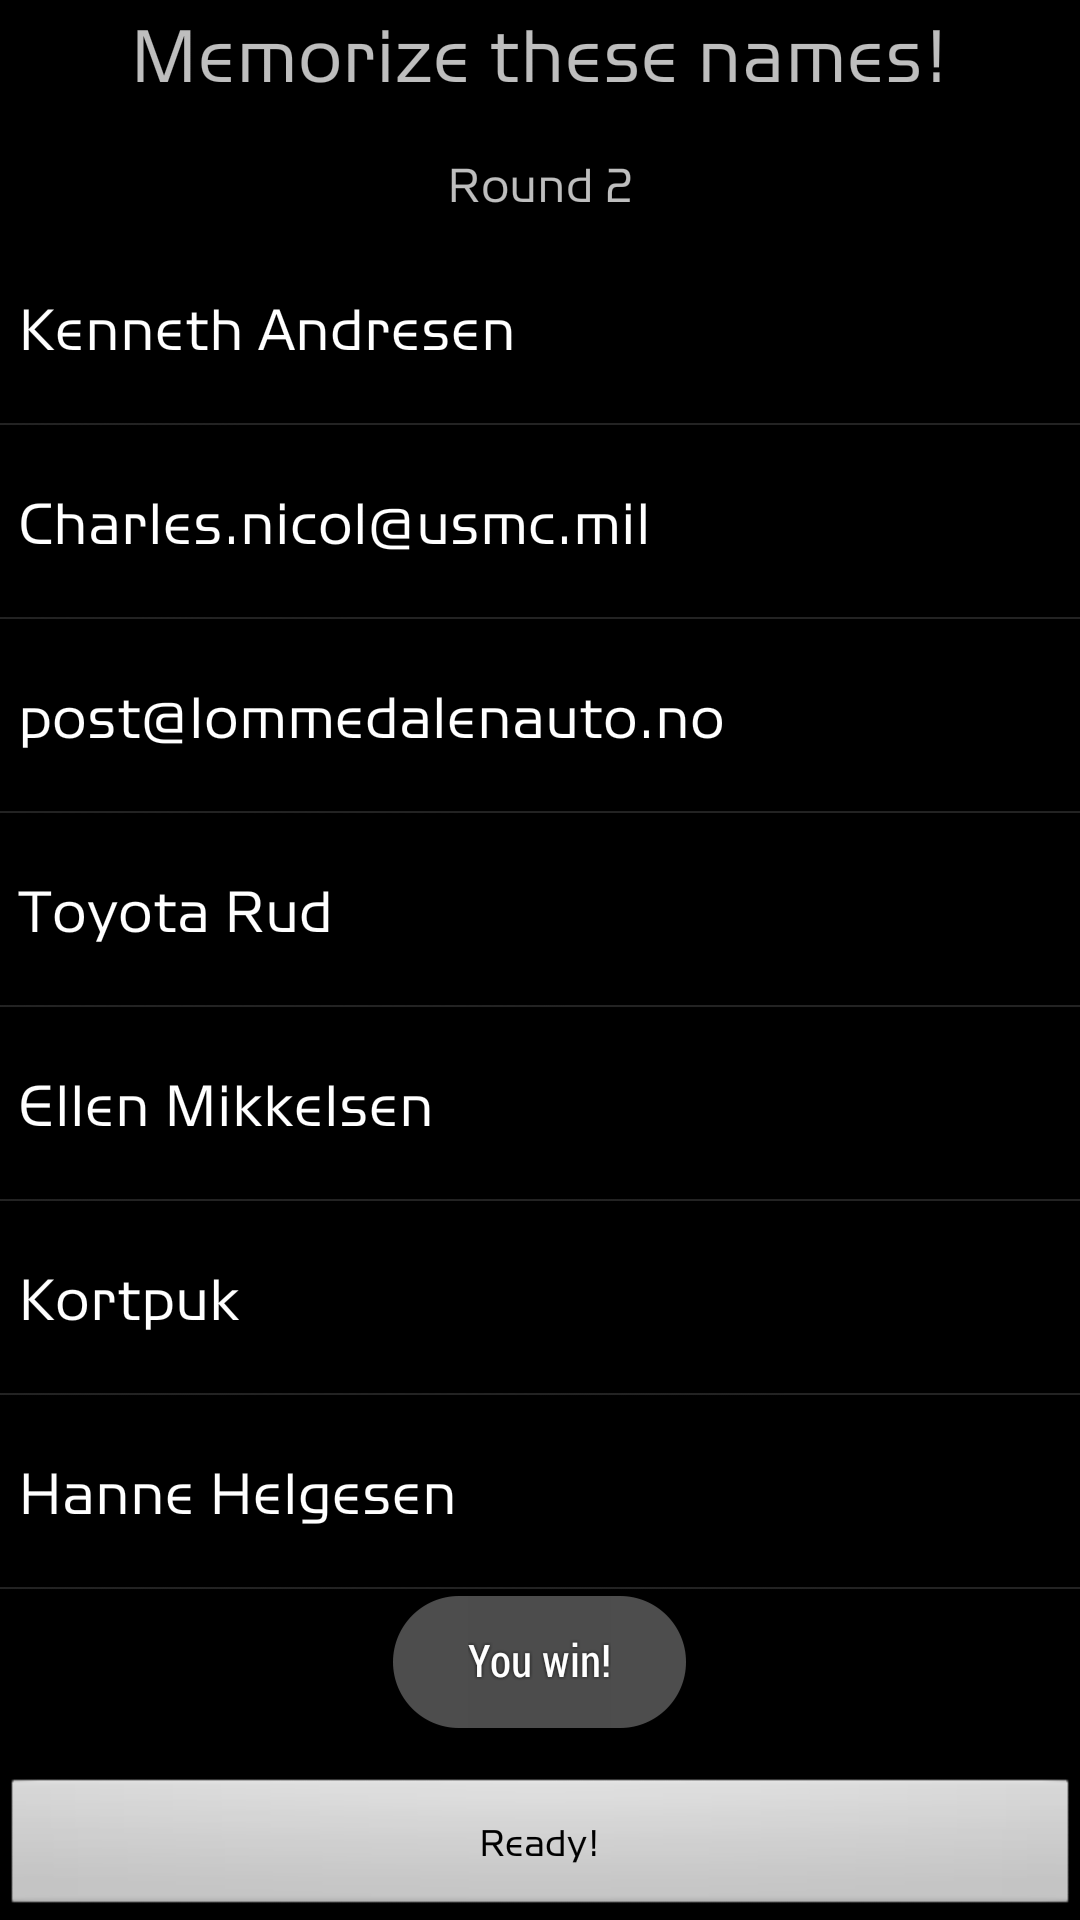 Memorize these names!
Round 2
Kenneth Andresen
Charles.nicol@usmc.mil
post@lommedalenauto.no
Toyota Rud
Ellen Mikkelsen
Kortpuk
Hanne Helgesen
You win!
Ready!